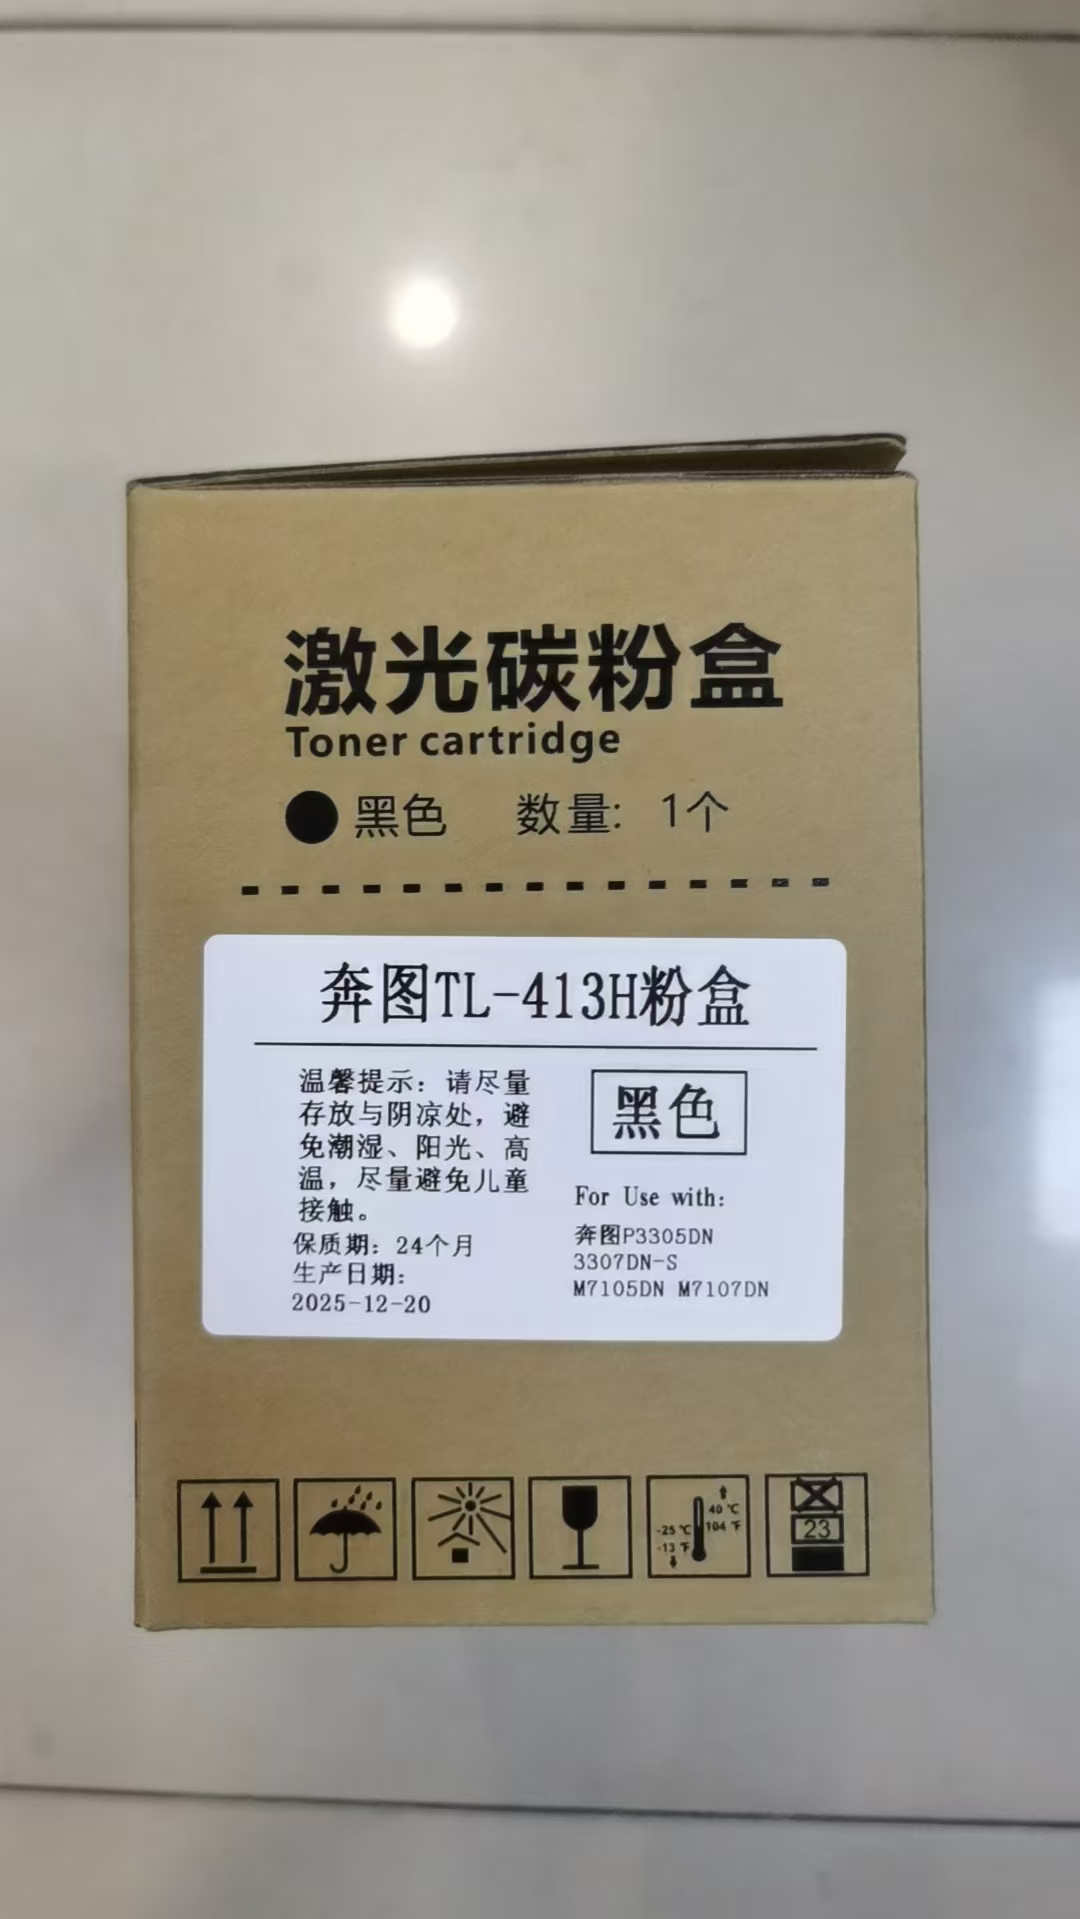 激光碳粉盒
Toner cartridge
黑色 数量: 1个
奔图TL-413H粉盒
温馨提示：请尽量
存放与阴凉处，避
免潮湿、阳光、高
温，尽量避免儿童
接触。
保质期：24个月
生产日期：
2025-12-20
黑色
For Use with:
奔图P3305DN
3307DN-S
M7105DN M7107DN
40 ℃
104 ℉
-25 ℃
-13 ℉
23